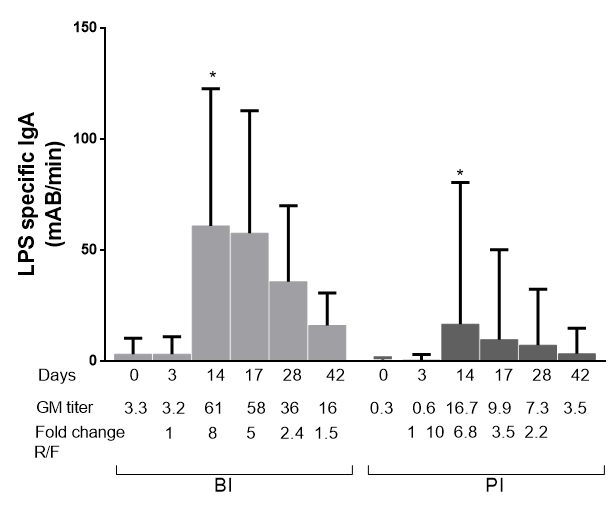 150
*
100
*
50
0
LPS specific IgA
(mAB/min)
Days 0 3 14 17 28 42 0 3 14 17 28 42
GM titer 3.3 3.2 61 58 36 16 0.3 0.6 16.7 9.9 7.3 3.5
Fold change 1 8 5 2.4 1.5 1 10 6.8 3.5 2.2
R/F
BI PI